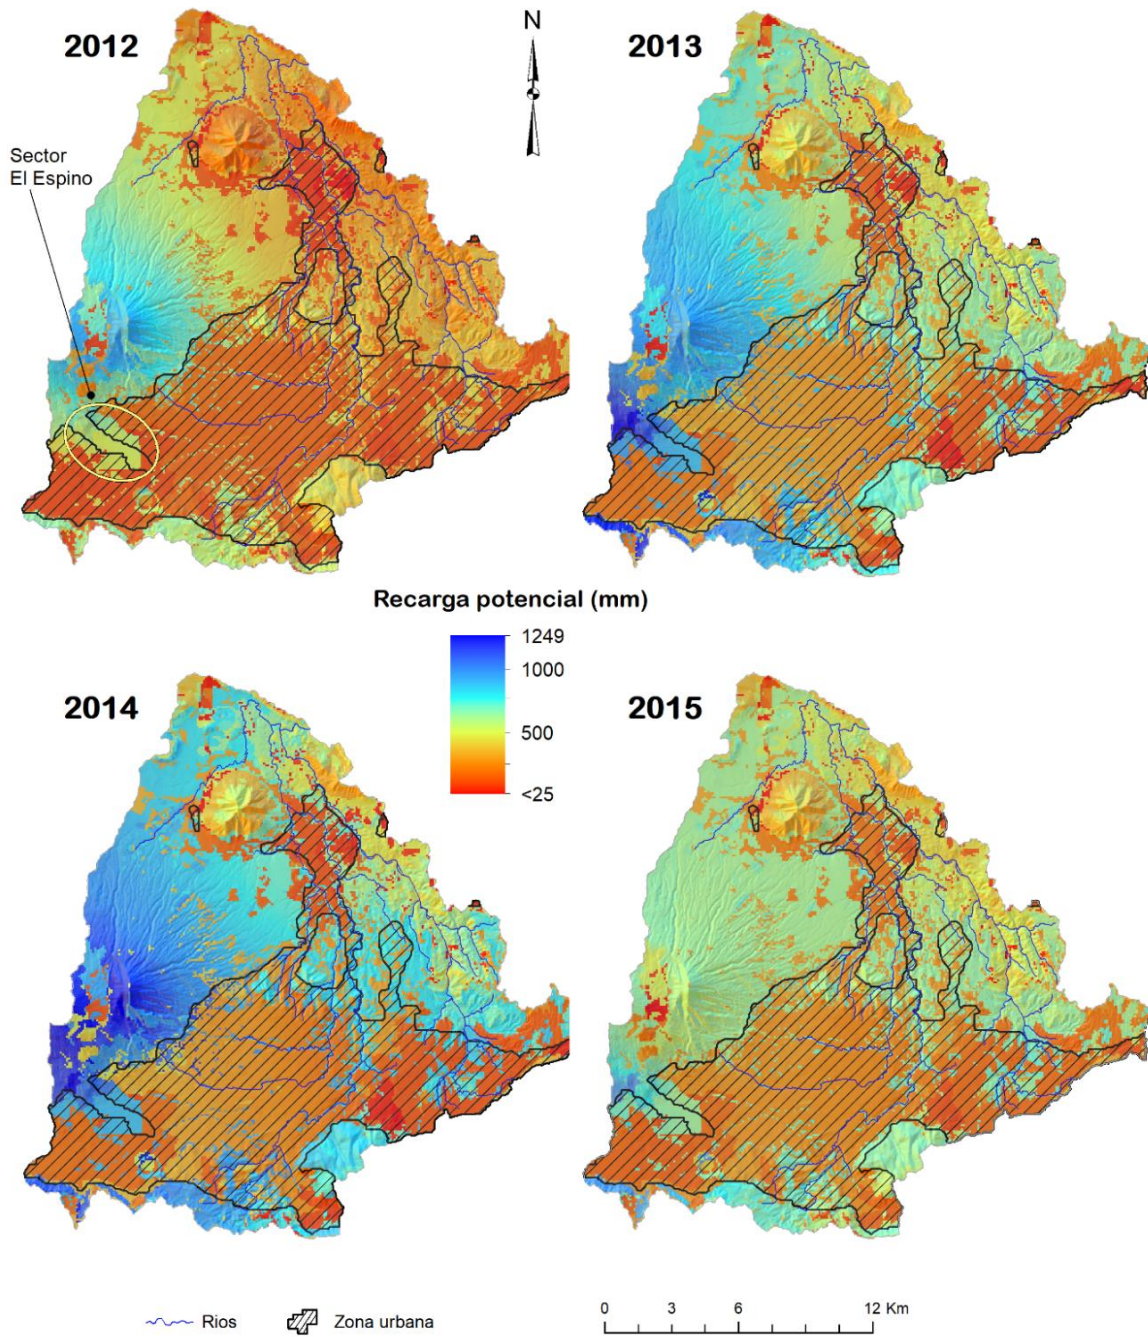 2012
N
2013
Sector
El Espino
Recarga potencial (mm)
1249
1000
500
<25
2014
2015
Rios
Zona urbana
0 3 6 12 Km